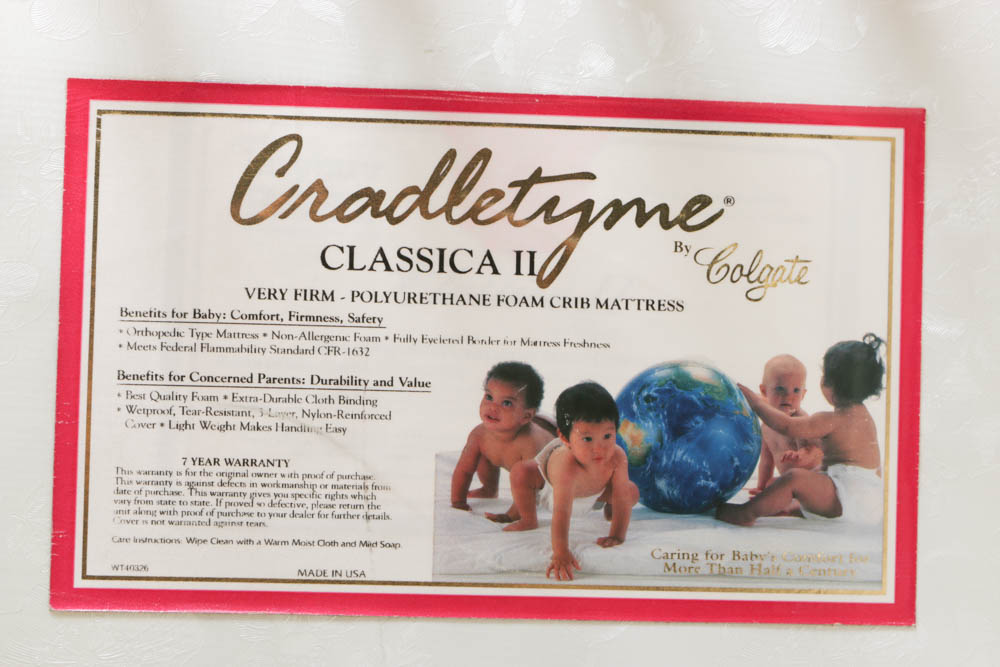 Cradletyme®
By Colgate
CLASSICA II
VERY FIRM - POLYURETHANE FOAM CRIB MATTRESS
Benefits for Baby: Comfort, Firmness, Safety
* Orthopedic Type Mattress * Non-Allergenic Foam * Fully Eyeleted Border for Mattress Freshness
* Meets Federal Flammability Standard CFR-1632
Benefits for Concerned Parents: Durability and Value
* Best Quality Foam * Extra-Durable Cloth Binding
* Wetproof, Tear-Resistant, 3-Layer, Nylon-Reinforced
Cover * Light Weight Makes Handling Easy
7 YEAR WARRANTY
This warranty is for the original owner with proof of purchase.
This warranty is against defects in workmanship or materials from
date of purchase. This warranty gives you specific rights which
vary from state to state. If proved so defective, please return the
unit along with proof of purchase to your dealer for further details.
Cover is not warranted against tears.
Care Instructions: Wipe Clean with a Warm Moist Cloth and Mild Soap.
WT40326
MADE IN USA
Caring for Baby's Comfort for
More Than Half a Century